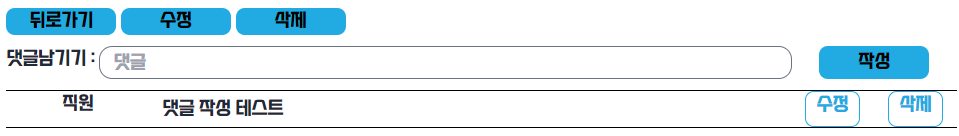 뒤로가기 수정 삭제
댓글남기기 : 댓글 작성
직원 댓글 작성 테스트 수정 삭제